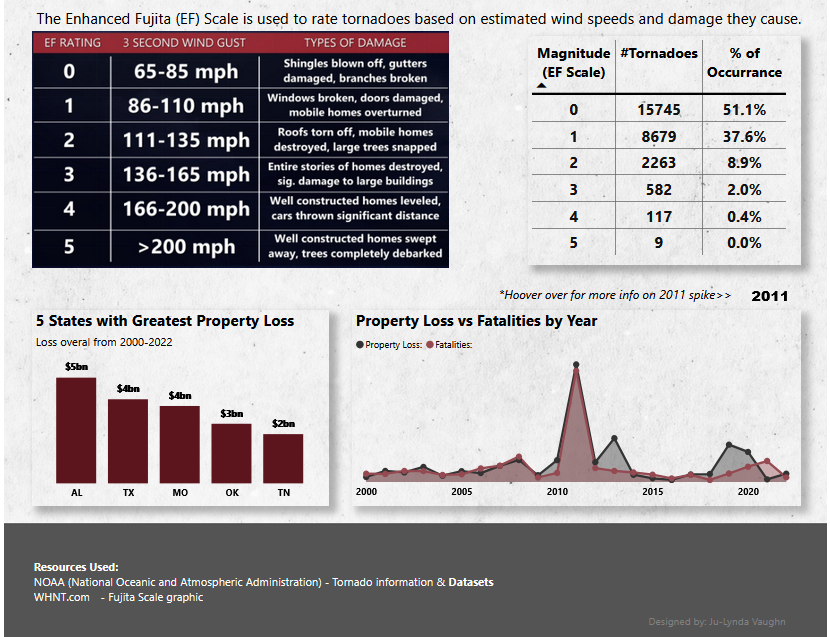 The Enhanced Fujita (EF) Scale is used to rate tornadoes based on estimated wind speeds and damage they cause.
EF RATING 3 SECOND WIND GUST TYPES OF DAMAGE
0 65-85 mph Shingles blown off, gutters
damaged, branches broken
1 86-110 mph Windows broken, doors damaged,
mobile homes overturned
2 111-135 mph Roofs torn off, mobile homes
destroyed, large trees snapped
3 136-165 mph Entire stories of homes destroyed,
sig. damage to large buildings
4 166-200 mph Well constructed homes leveled,
cars thrown significant distance
5 >200 mph Well constructed homes swept
away, trees completely debarked
Magnitude #Tornadoes % of
(EF Scale) Occurrance
0 15745 51.1%
1 8679 37.6%
2 2263 8.9%
3 582 2.0%
4 117 0.4%
5 9 0.0%
*Hoover over for more info on 2011 spike>> 2011
5 States with Greatest Property Loss
Loss overal from 2000-2022
$5bn
$4bn
$4bn
$3bn
$2bn
AL TX MO OK TN
Property Loss vs Fatalities by Year
Property Loss: Fatalities:
2000 2005 2010 2015 2020
Resources Used:
NOAA (National Oceanic and Atmospheric Administration) - Tornado information & Datasets
WHNT.com - Fujita Scale graphic
Designed by: Ju-Lynda Vaughn